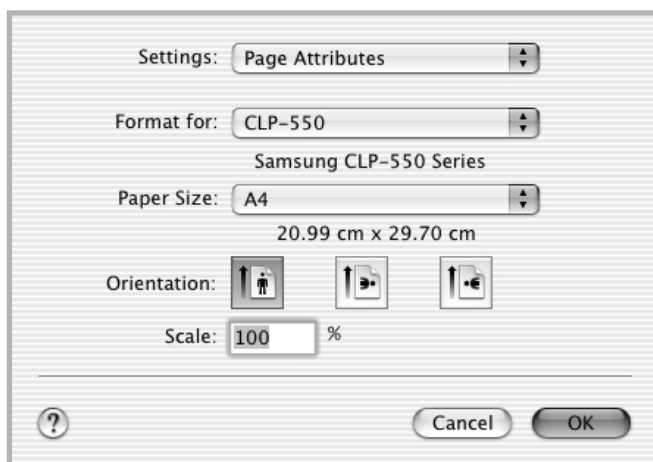 Settings: Page Attributes
Format for: CLP-550
Samsung CLP-550 Series
Paper Size: A4
20.99 cm x 29.70 cm
Orientation:
Scale: 100 %
? Cancel OK